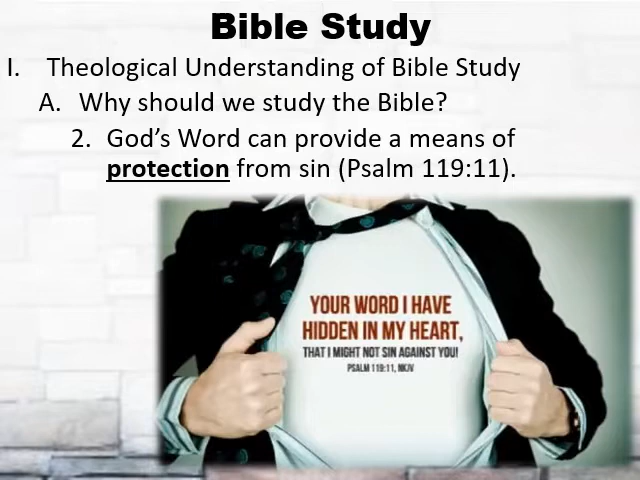 Bible Study
I. Theological Understanding of Bible Study
A. Why should we study the Bible?
2. God's Word can provide a means of
protection from sin (Psalm 119:11).
YOUR WORD I HAVE
HIDDEN IN MY HEART,
THAT I MIGHT NOT SIN AGAINST YOU!
PSALM 119:11, NKJV